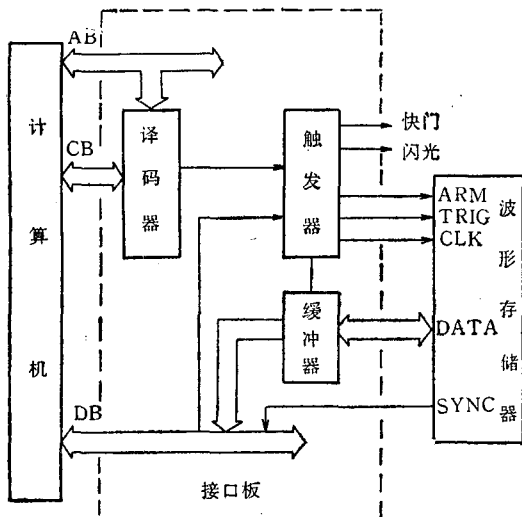 AB
计算机
CB
译码器
触发器
快门
闪光
ARM
TRIG
CLK
波形存储器
缓冲器
DATA
SYNC
DB
接口板